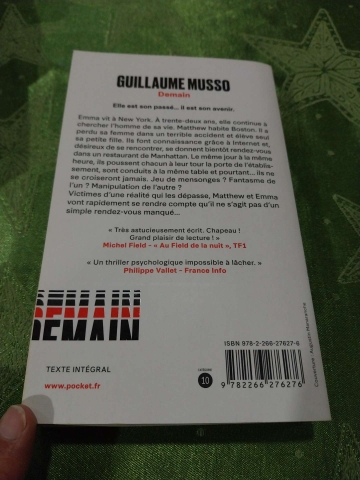 GUILLAUME MUSSO
Demain
Elle est son passé... il est son avenir.
Emma vit à New York. À trente-deux ans, elle continue à
chercher l'homme de sa vie. Matthew habite Boston. Il a
perdu sa femme dans un terrible accident et élève seul
sa petite fille. Ils font connaissance grâce à Internet et,
désireux de se rencontrer, se donnent bientôt rendez-vous
dans un restaurant de Manhattan. Le même jour à la même
heure, ils poussent chacun à leur tour la porte de l'établis-
sement, sont conduits à la même table et pourtant... ils ne
se croiseront jamais. Jeu de mensonges ? Fantasme de
l'un ? Manipulation de l'autre ?
Victimes d'une réalité qui les dépasse, Matthew et Emma
vont rapidement se rendre compte qu'il ne s'agit pas d'un
simple rendez-vous manqué...
« Très astucieusement écrit. Chapeau !
Grand plaisir de lecture ! »
Michel Field – « Au Field de la nuit », TF1
« Un thriller psychologique impossible à lâcher. »
Philippe Vallet – France Info
DEMAIN
TEXTE INTÉGRAL
www.pocket.fr
10
ISBN 978-2-266-27627-6
9 782266 276276